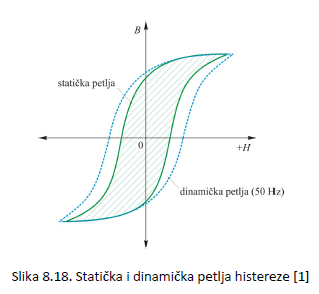 B
statička petlja
0
+H
dinamička petlja (50 Hz)
Slika 8.18. Statička i dinamička petlja histereze [1]